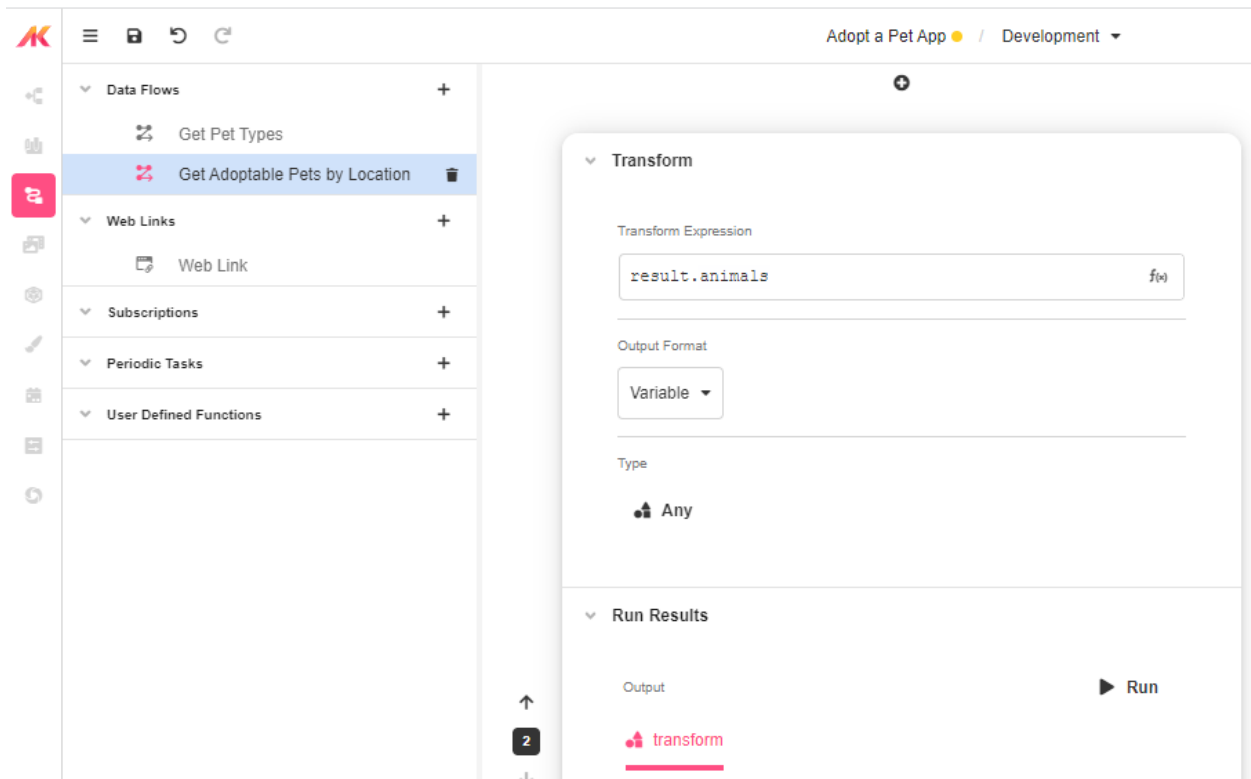 Adopt a Pet App / Development
Data Flows
Get Pet Types
Get Adoptable Pets by Location
Web Links
Web Link
Subscriptions
Periodic Tasks
User Defined Functions
Transform
Transform Expression
result.animals f(x)
Output Format
Variable
Type
Any
Run Results
Output Run
2
transform